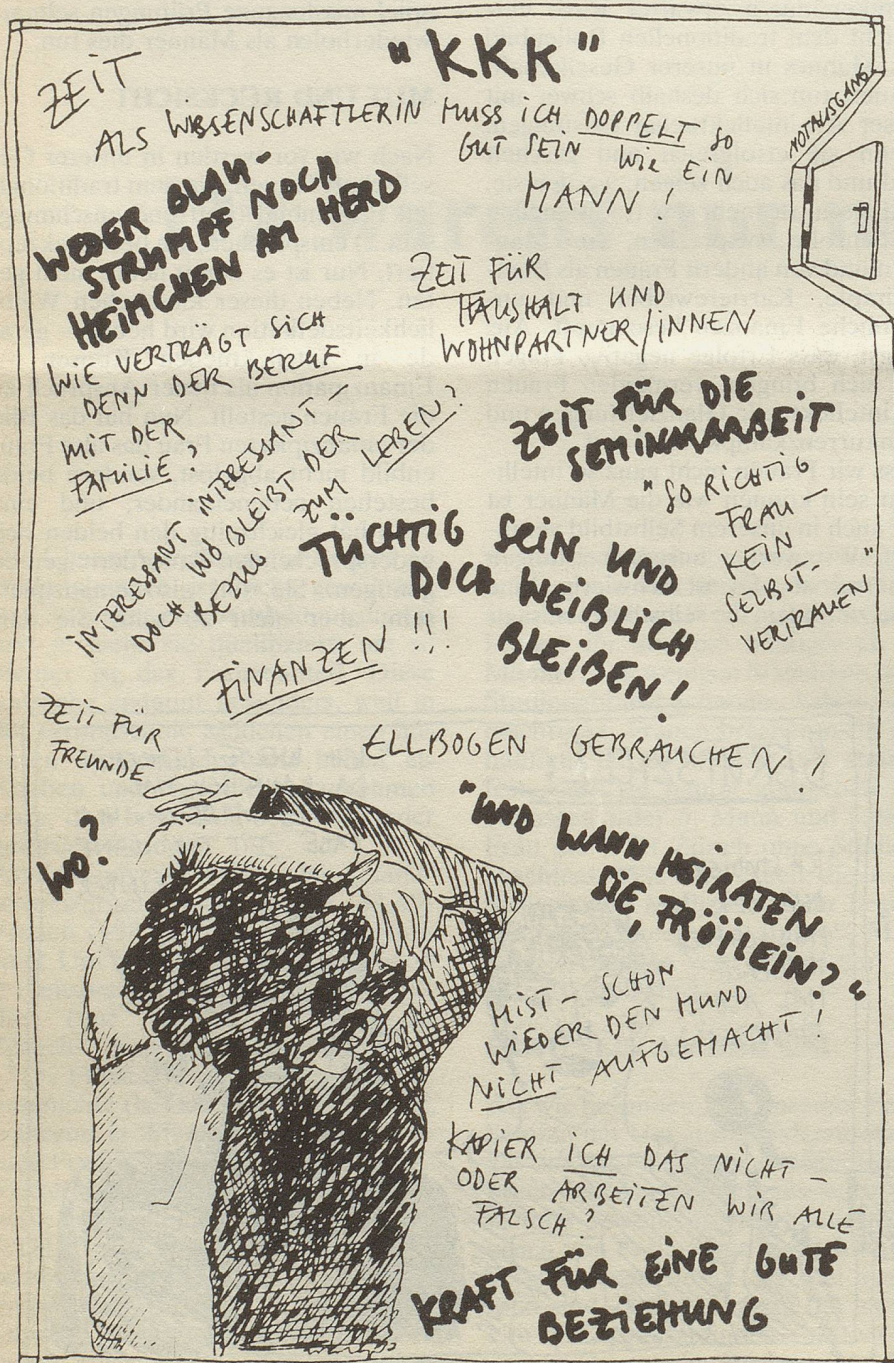 "KKK"
ZEIT
ALS WISSENSCHAFTLERIN MUSS ICH DOPPELT SO
GUT SEIN WIE EIN
MANN!
NOTAUSGANG
WEDER BLAU-
STRUMPF NOCH
HEIMCHEN AM HERD
ZEIT FÜR
HAUSHALT UND
WOHNPARTNER/INNEN
WIE VERTRÄGT SICH
DENN DER BERUF
MIT DER
FAMILIE?
ZEIT FÜR DIE
SEMINARARBEIT
INTERESSANT INTERESSANT
DOCH WO BLEIBT DER
BEZUG ZUM LEBEN?
"SO RICHTIG
FRAU –
KEIN
SELBST-
VERTRAUEN"
TÜCHTIG SEIN UND
DOCH WEIBLICH
BLEIBEN!
FINANZEN!!!
ZEIT FÜR
FREUNDE
ELLBOGEN GEBRAUCHEN!
WO?
"UND WANN HEIRATEN
SIE, FRÖILEIN?"
MIST – SCHON
WIEDER DEN MUND
NICHT AUFGEMACHT!
KAPIER ICH DAS NICHT –
ODER ARBEITEN WIR ALLE
FALSCH?
KRAFT FÜR EINE GUTE
BEZIEHUNG